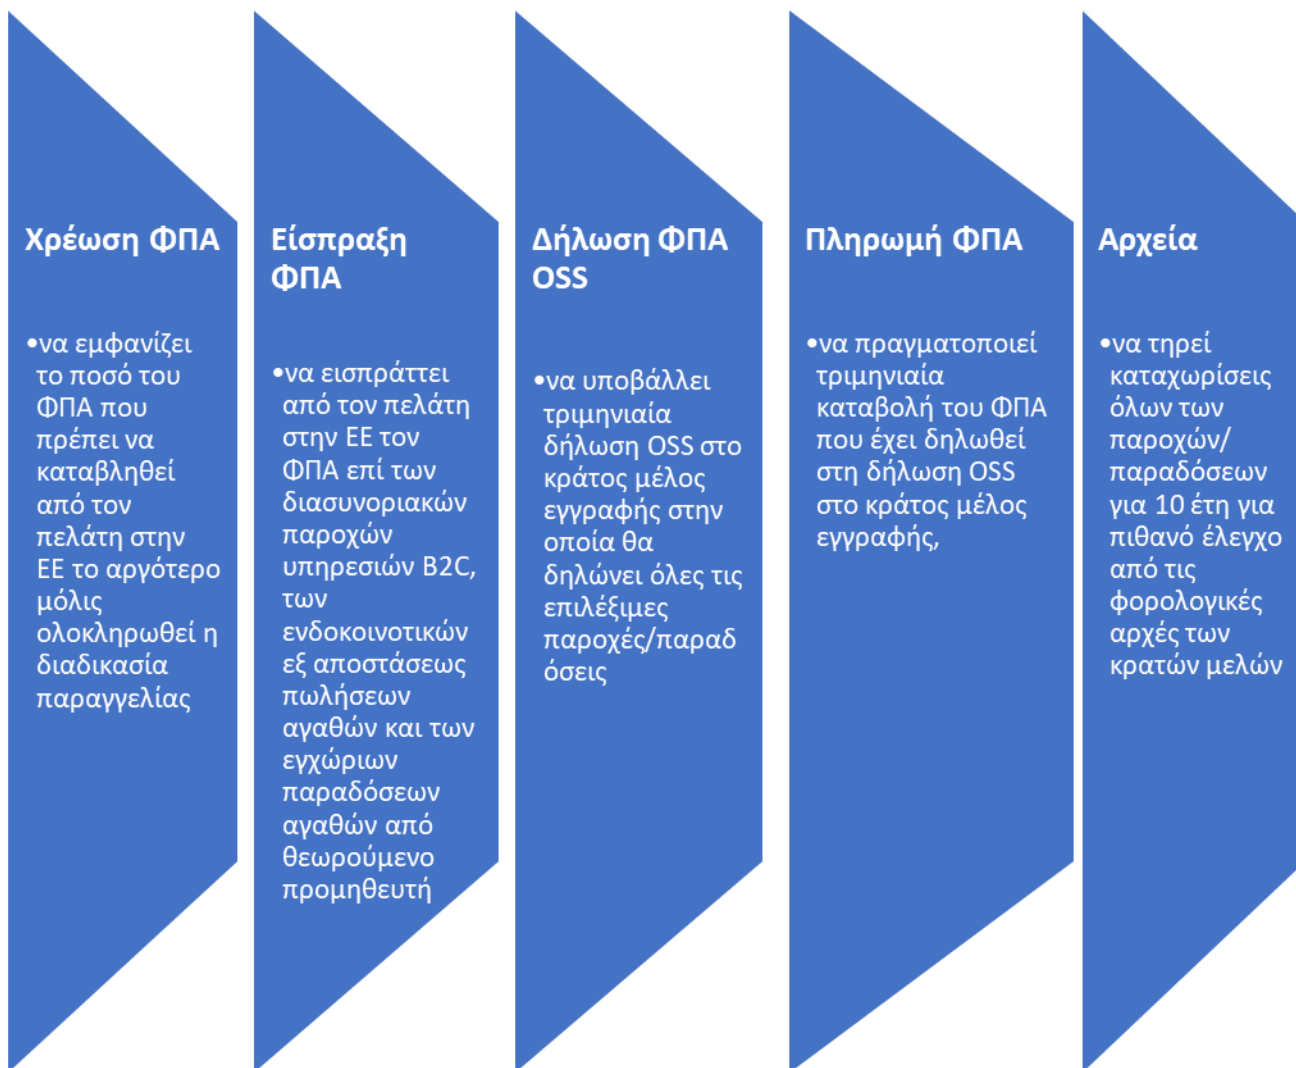 Χρέωση ΦΠΑ
•να εμφανίζει
το ποσό του
ΦΠΑ που
πρέπει να
καταβληθεί
από τον
πελάτη στην
ΕΕ το αργότερο
μόλις
ολοκληρωθεί η
διαδικασία
παραγγελίας
Είσπραξη
ΦΠΑ
•να εισπράττει
από τον πελάτη
στην ΕΕ τον
ΦΠΑ επί των
διασυνοριακών
παροχών
υπηρεσιών B2C,
των
ενδοκοινοτικών
εξ αποστάσεως
πωλήσεων
αγαθών και των
εγχώριων
παραδόσεων
αγαθών από
θεωρούμενο
προμηθευτή
Δήλωση ΦΠΑ
OSS
•να υποβάλλει
τριμηνιαία
δήλωση OSS στο
κράτος μέλος
εγγραφής στην
οποία θα
δηλώνει όλες τις
επιλέξιμες
παροχές/παραδ
όσεις
Πληρωμή ΦΠΑ
•να πραγματοποιεί
τριμηνιαία
καταβολή του ΦΠΑ
που έχει δηλωθεί
στη δήλωση OSS
στο κράτος μέλος
εγγραφής,
Αρχεία
•να τηρεί
καταχωρίσεις
όλων των
παροχών/
παραδόσεων
για 10 έτη για
πιθανό έλεγχο
από τις
φορολογικές
αρχές των
κρατών μελών